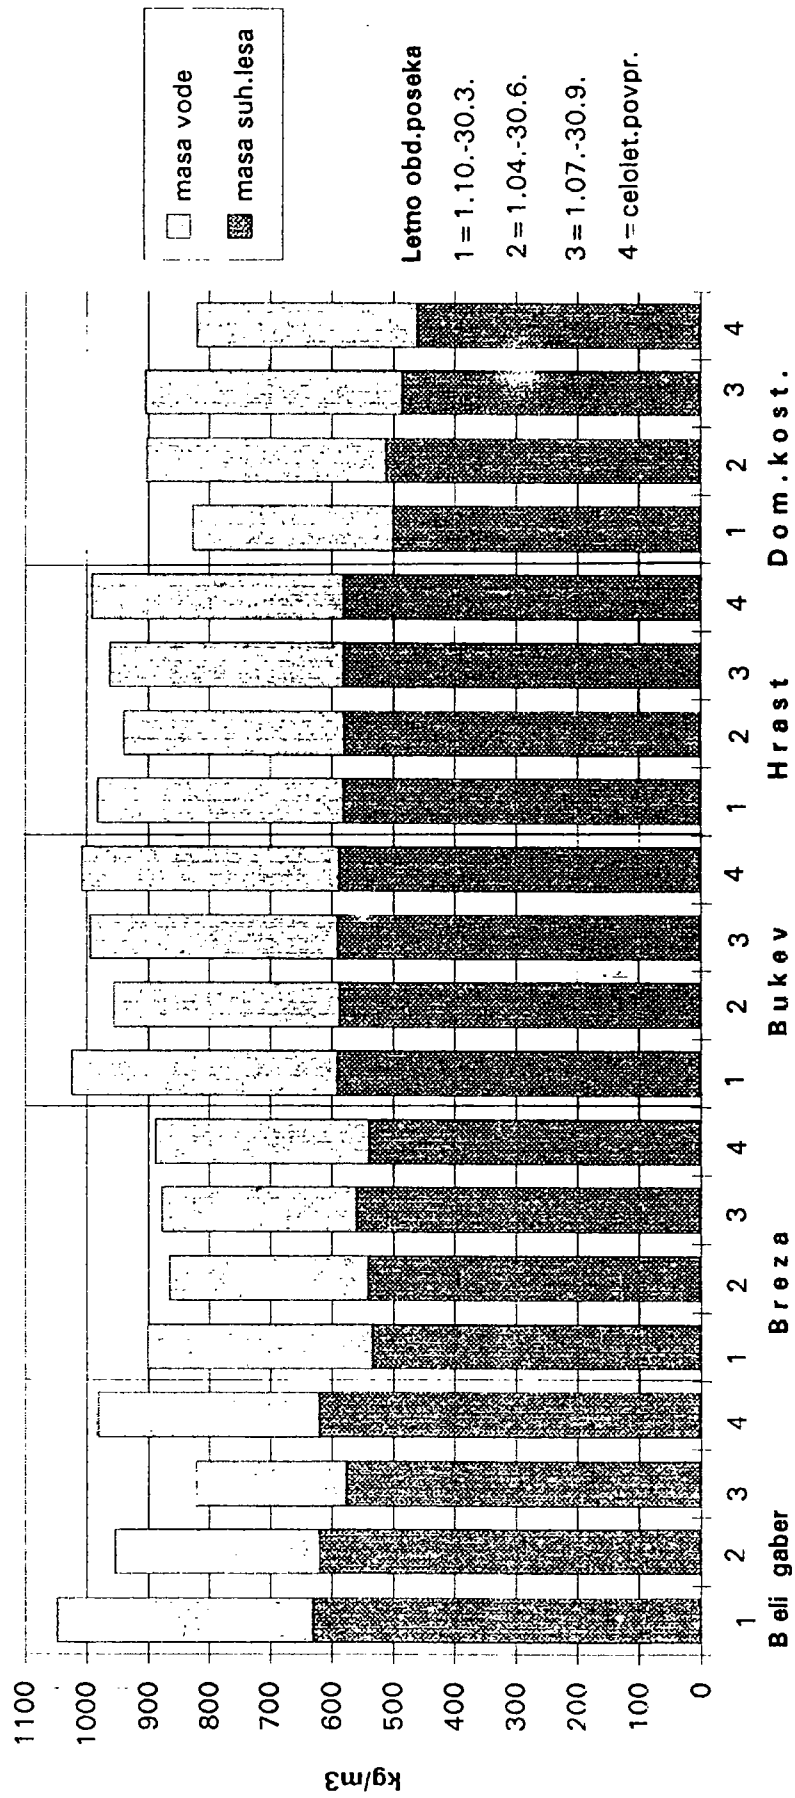 kg/m3
1100
1000
900
800
700
600
500
400
300
200
100
0
1 2 3 4 1 2 3 4 1 2 3 4 1 2 3 4 1 2 3 4
Beli gaber Breza Bukev Hrast Dom.kost.
masa vode
masa suh.lesa
Letno obd.poseka
1=1.10.-30.3.
2=1.04.-30.6.
3=1.07.-30.9.
4=celolet.povpr.